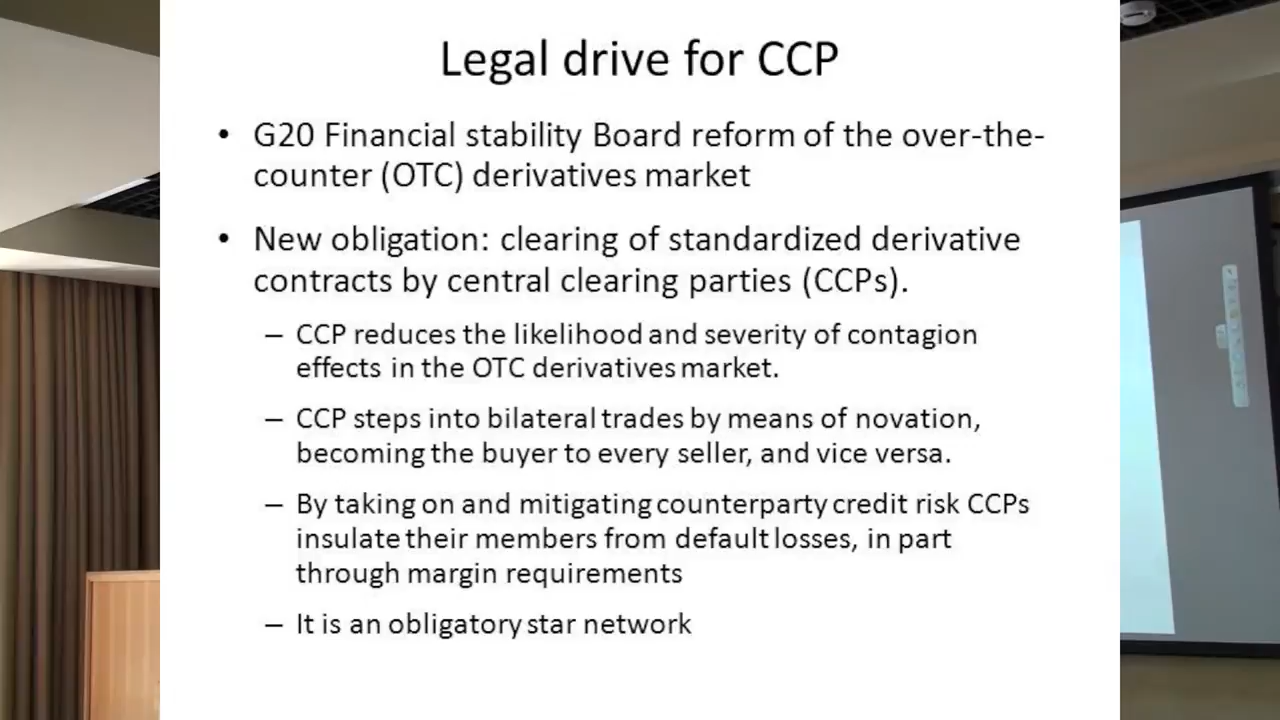 Legal drive for CCP
• G20 Financial stability Board reform of the over-the-
counter (OTC) derivatives market
• New obligation: clearing of standardized derivative
contracts by central clearing parties (CCPs).
– CCP reduces the likelihood and severity of contagion
effects in the OTC derivatives market.
– CCP steps into bilateral trades by means of novation,
becoming the buyer to every seller, and vice versa.
– By taking on and mitigating counterparty credit risk CCPs
insulate their members from default losses, in part
through margin requirements
– It is an obligatory star network